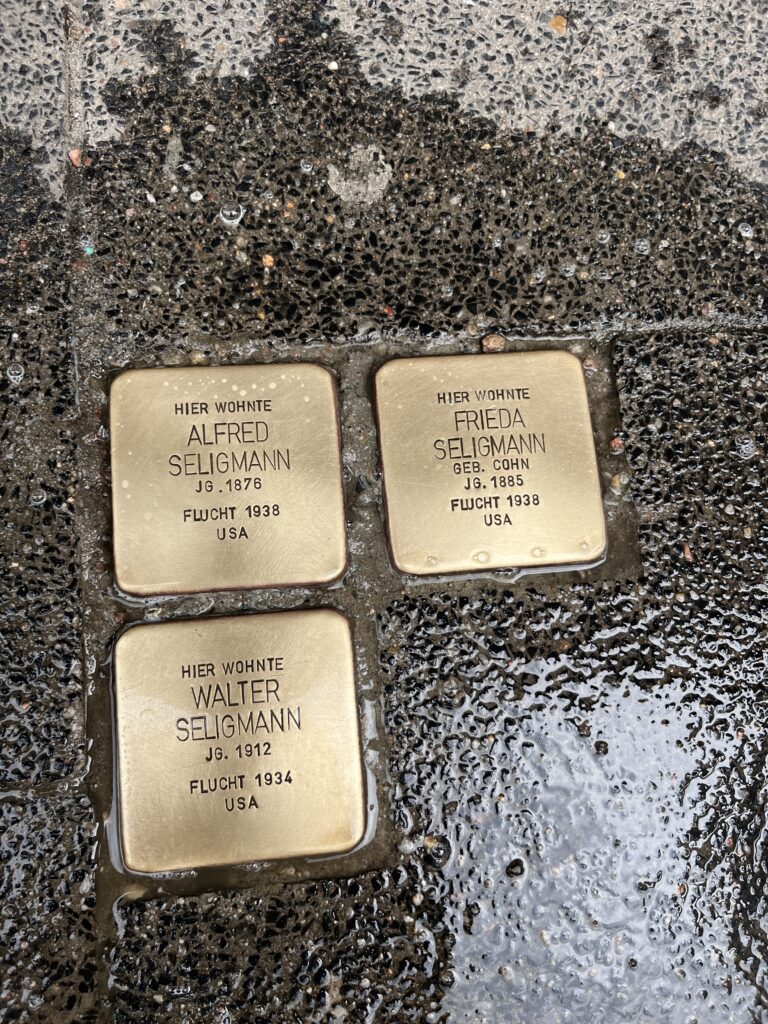 HIER WOHNTE
ALFRED
SELIGMANN
JG.1876
FLUCHT 1938
USA
HIER WOHNTE
FRIEDA
SELIGMANN
GEB. COHN
JG.1885
FLUCHT 1938
USA
HIER WOHNTE
WALTER
SELIGMANN
JG. 1912
FLUCHT 1934
USA